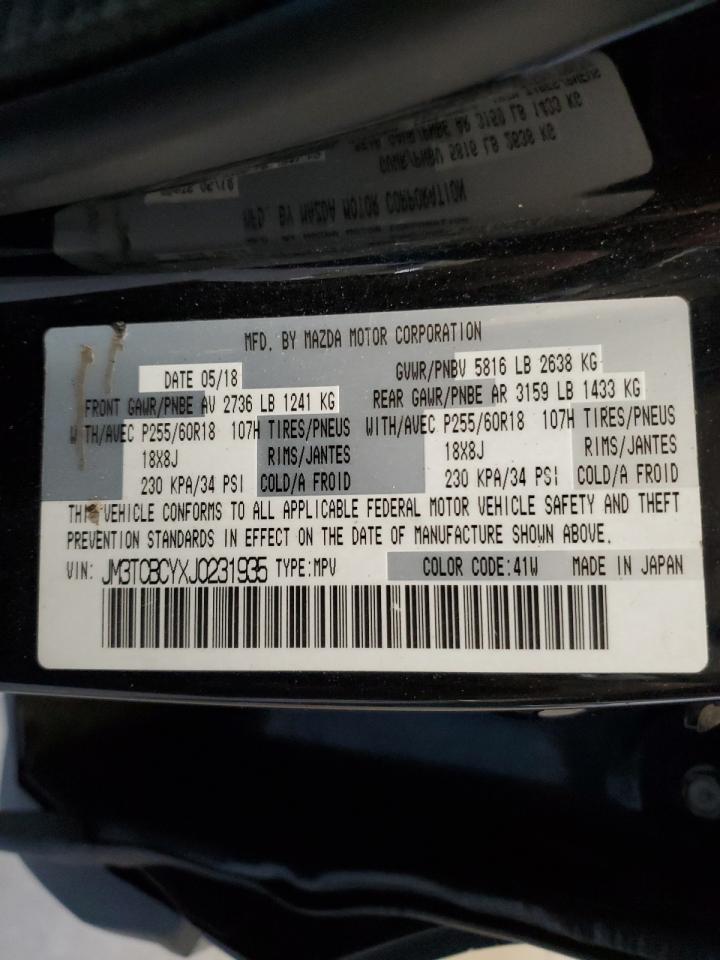 MFD. BY MAZDA MOTOR CORPORATION
DATE 05/18 GVWR/PNBV 5816 LB 2638 KG
FRONT GAWR/PNBE AV 2736 LB 1241 KG REAR GAWR/PNBE AR 3159 LB 1433 KG
WITH/AVEC P255/60R18 107H TIRES/PNEUS WITH/AVEC P255/60R18 107H TIRES/PNEUS
18X8J RIMS/JANTES 18X8J RIMS/JANTES
230 KPA/34 PSI COLD/A FROID 230 KPA/34 PSI COLD/A FROID
THIS VEHICLE CONFORMS TO ALL APPLICABLE FEDERAL MOTOR VEHICLE SAFETY AND THEFT
PREVENTION STANDARDS IN EFFECT ON THE DATE OF MANUFACTURE SHOWN ABOVE.
VIN: JM3TCBCYXJ0231935 TYPE:MPV COLOR CODE:41W MADE IN JAPAN